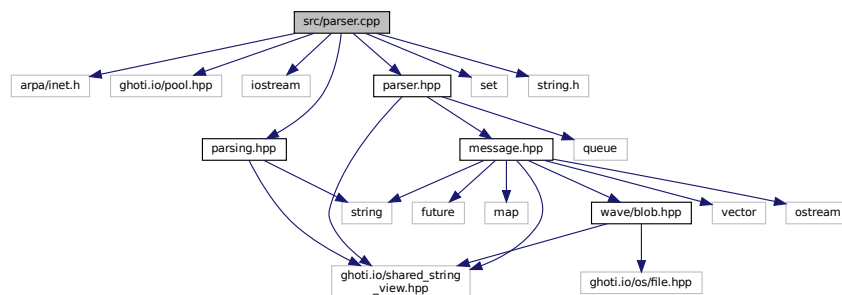 src/parser.cpp
arpa/inet.h
ghoti.io/pool.hpp
iostream
parser.hpp
set
string.h
parsing.hpp
message.hpp
queue
string
future
map
wave/blob.hpp
vector
ostream
ghoti.io/shared_string
_view.hpp
ghoti.io/os/file.hpp